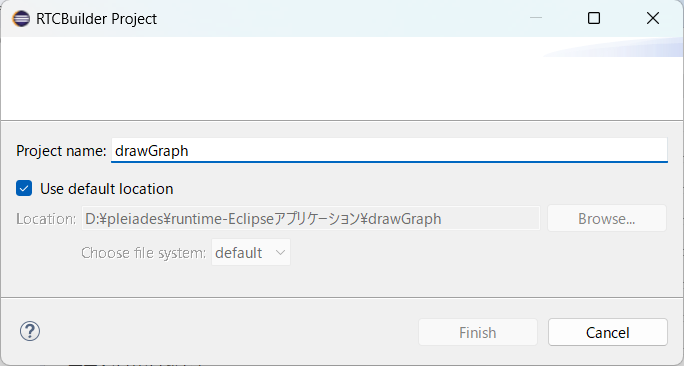 RTCBuilder Project
Project name: drawGraph
Use default location
Location: D:¥pleiades¥runtime-Eclipseアプリケーション¥drawGraph Browse...
Choose file system: default
Finish Cancel